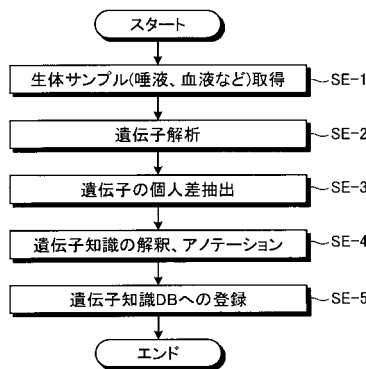 スタート
生体サンプル(唾液、血液など)取得 SE-1
遺伝子解析 SE-2
遺伝子の個人差抽出 SE-3
遺伝子知識の解釈、アノテーション SE-4
遺伝子知識DBへの登録 SE-5
エンド